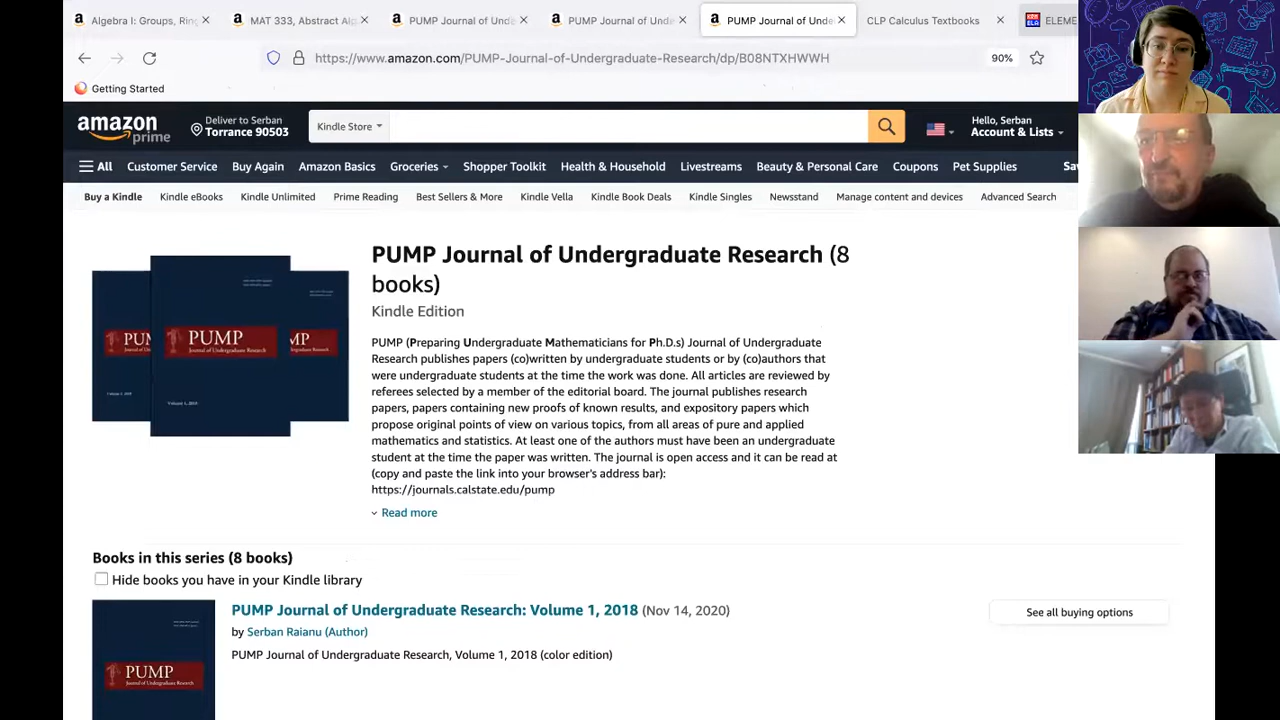 Algebra I: Groups, Ring
MAT 333, Abstract Alg
PUMP Journal of Unde
PUMP Journal of Unde
PUMP Journal of Unde
CLP Calculus Textbooks
ELEME
https://www.amazon.com/PUMP-Journal-of-Undergraduate-Research/dp/B08NTXHWWH
90%
Getting Started
amazon prime
Deliver to Serban
Torrance 90503
Kindle Store
Hello, Serban
Account & Lists
All Customer Service Buy Again Amazon Basics Groceries Shopper Toolkit Health & Household Livestreams Beauty & Personal Care Coupons Pet Supplies Sa
Buy a Kindle Kindle eBooks Kindle Unlimited Prime Reading Best Sellers & More Kindle Vella Kindle Book Deals Kindle Singles Newsstand Manage content and devices Advanced Search
PUMP Journal of Undergraduate Research (8
books)
Kindle Edition
PUMP (Preparing Undergraduate Mathematicians for Ph.D.s) Journal of Undergraduate
Research publishes papers (co)written by undergraduate students or by (co)authors that
were undergraduate students at the time the work was done. All articles are reviewed by
referees selected by a member of the editorial board. The journal publishes research
papers, papers containing new proofs of known results, and expository papers which
propose original points of view on various topics, from all areas of pure and applied
mathematics and statistics. At least one of the authors must have been an undergraduate
student at the time the paper was written. The journal is open access and it can be read at
(copy and paste the link into your browser's address bar):
https://journals.calstate.edu/pump
Read more
PUMP
Journal of Undergraduate Research
Volume 1, 2018
Books in this series (8 books)
Hide books you have in your Kindle library
PUMP Journal of Undergraduate Research: Volume 1, 2018 (Nov 14, 2020)
See all buying options
by Serban Raianu (Author)
PUMP Journal of Undergraduate Research, Volume 1, 2018 (color edition)
PUMP
Journal of Undergraduate Research